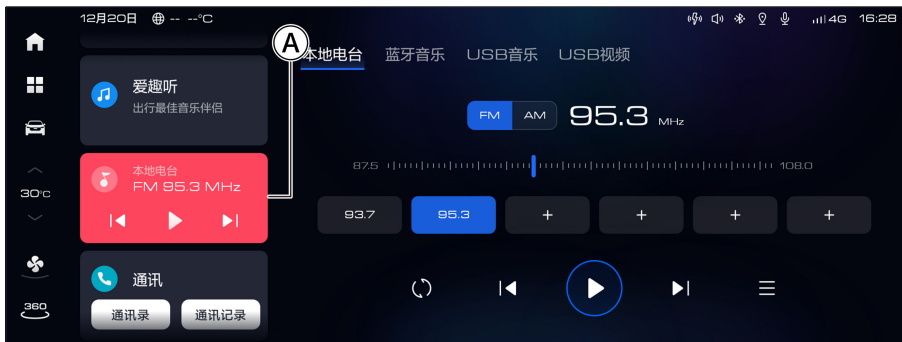 12月20日 -- --°C 4G 16:28
A
本地电台 蓝牙音乐 USB音乐 USB视频
爱趣听
出行最佳音乐伴侣
FM AM 95.3 MHz
87.5 108.0
本地电台
FM 95.3 MHz
30°C
93.7 95.3 + + + +
通讯
通讯录 通讯记录
360